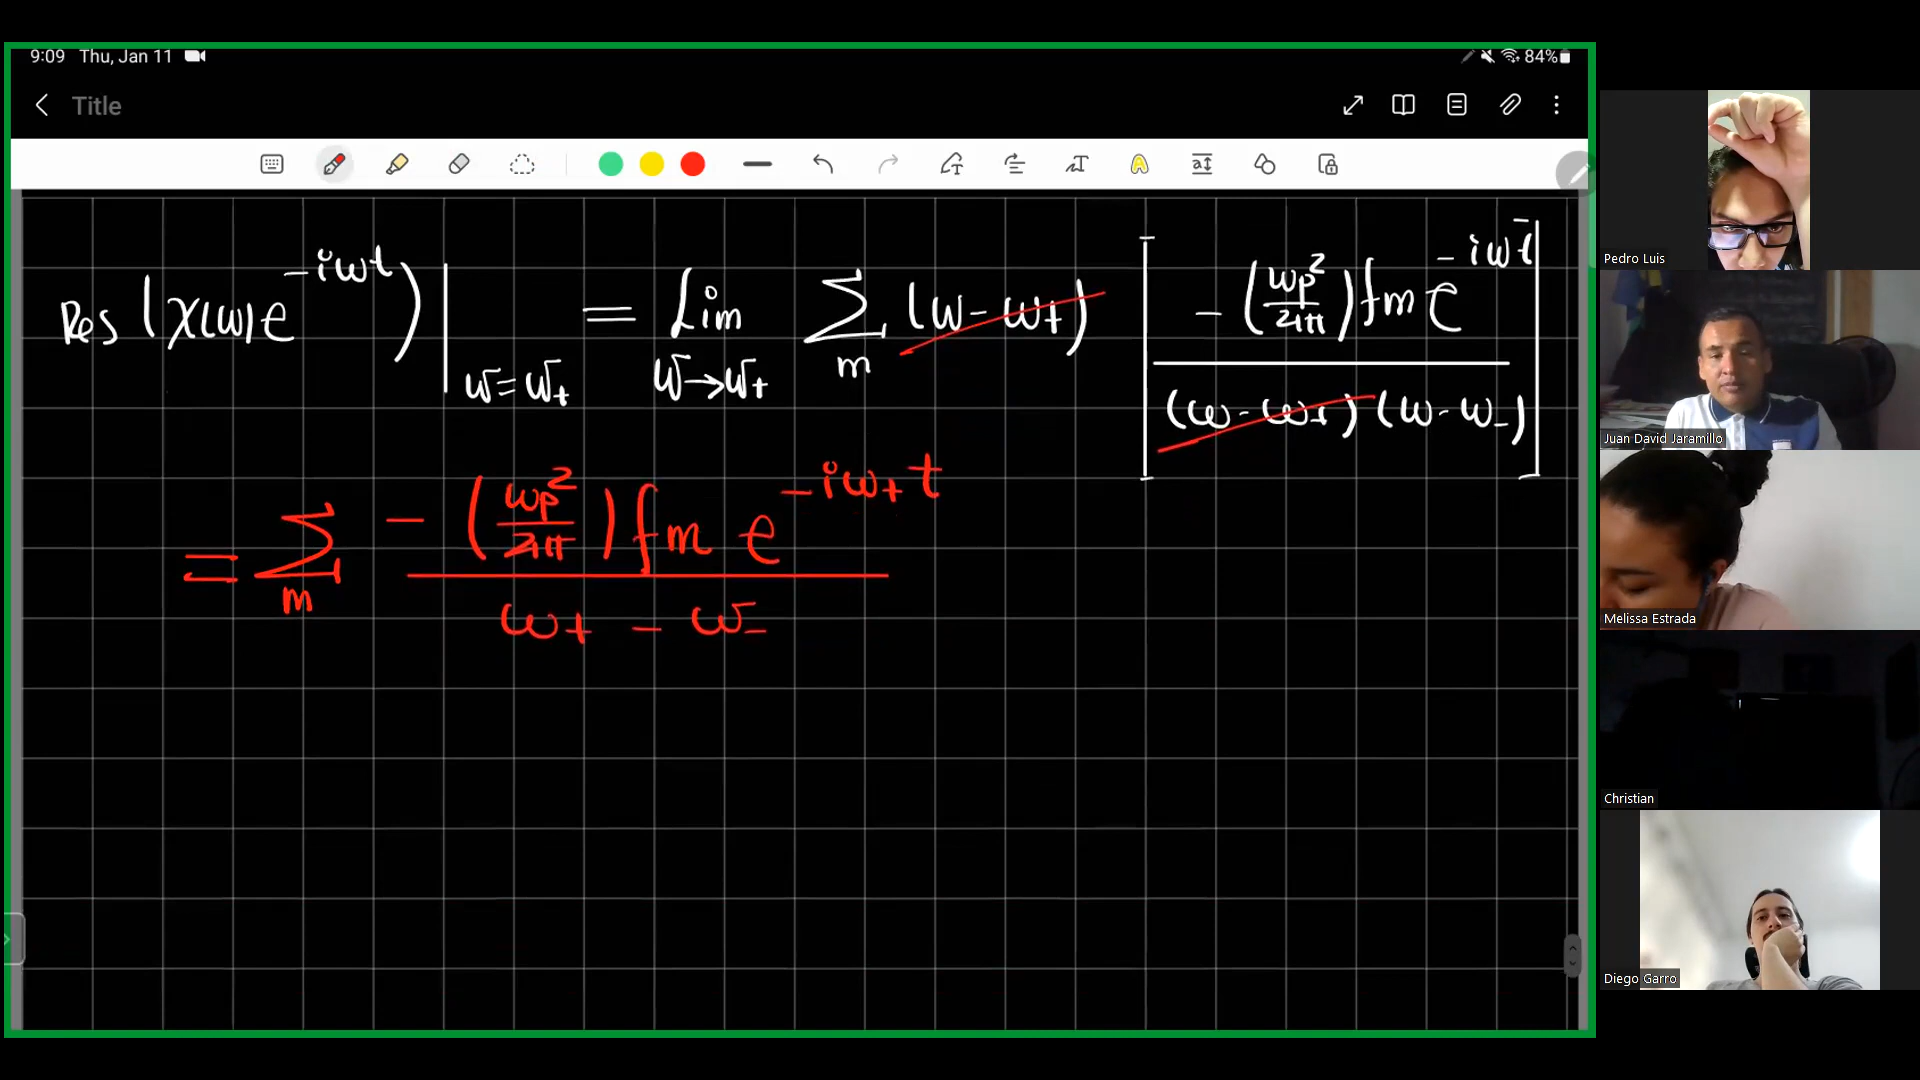 9:09 Thu, Jan 11 84%
Title
Res (χ(ω)e^{-iωt})|_{ω=ω₊} = Lim_{ω→ω₊} Σ_m (ω-ω₊) [ -(ωp²/2π) fm e^{-iωt} / (ω-ω₊)(ω-ω₋) ]
= Σ_m -(ωp²/2π) fm e^{-iω₊t} / ω₊ - ω₋
Pedro Luis
Juan David Jaramillo
Melissa Estrada
Christian
Diego Garro